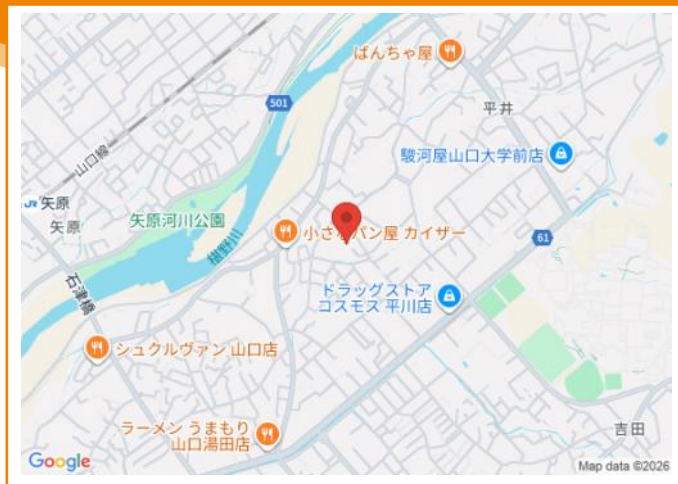 ばんちゃ屋
501
平井
山口線
駿河屋山口大学前店
JR 矢原
矢原
矢原河川公園
椹野川
小さなパン屋 カイザー
61
石津橋
ドラッグストア
コスモス 平川店
シュクルヴァン 山口店
ラーメン うまもり
山口湯田店
吉田
Google
Map data ©2026